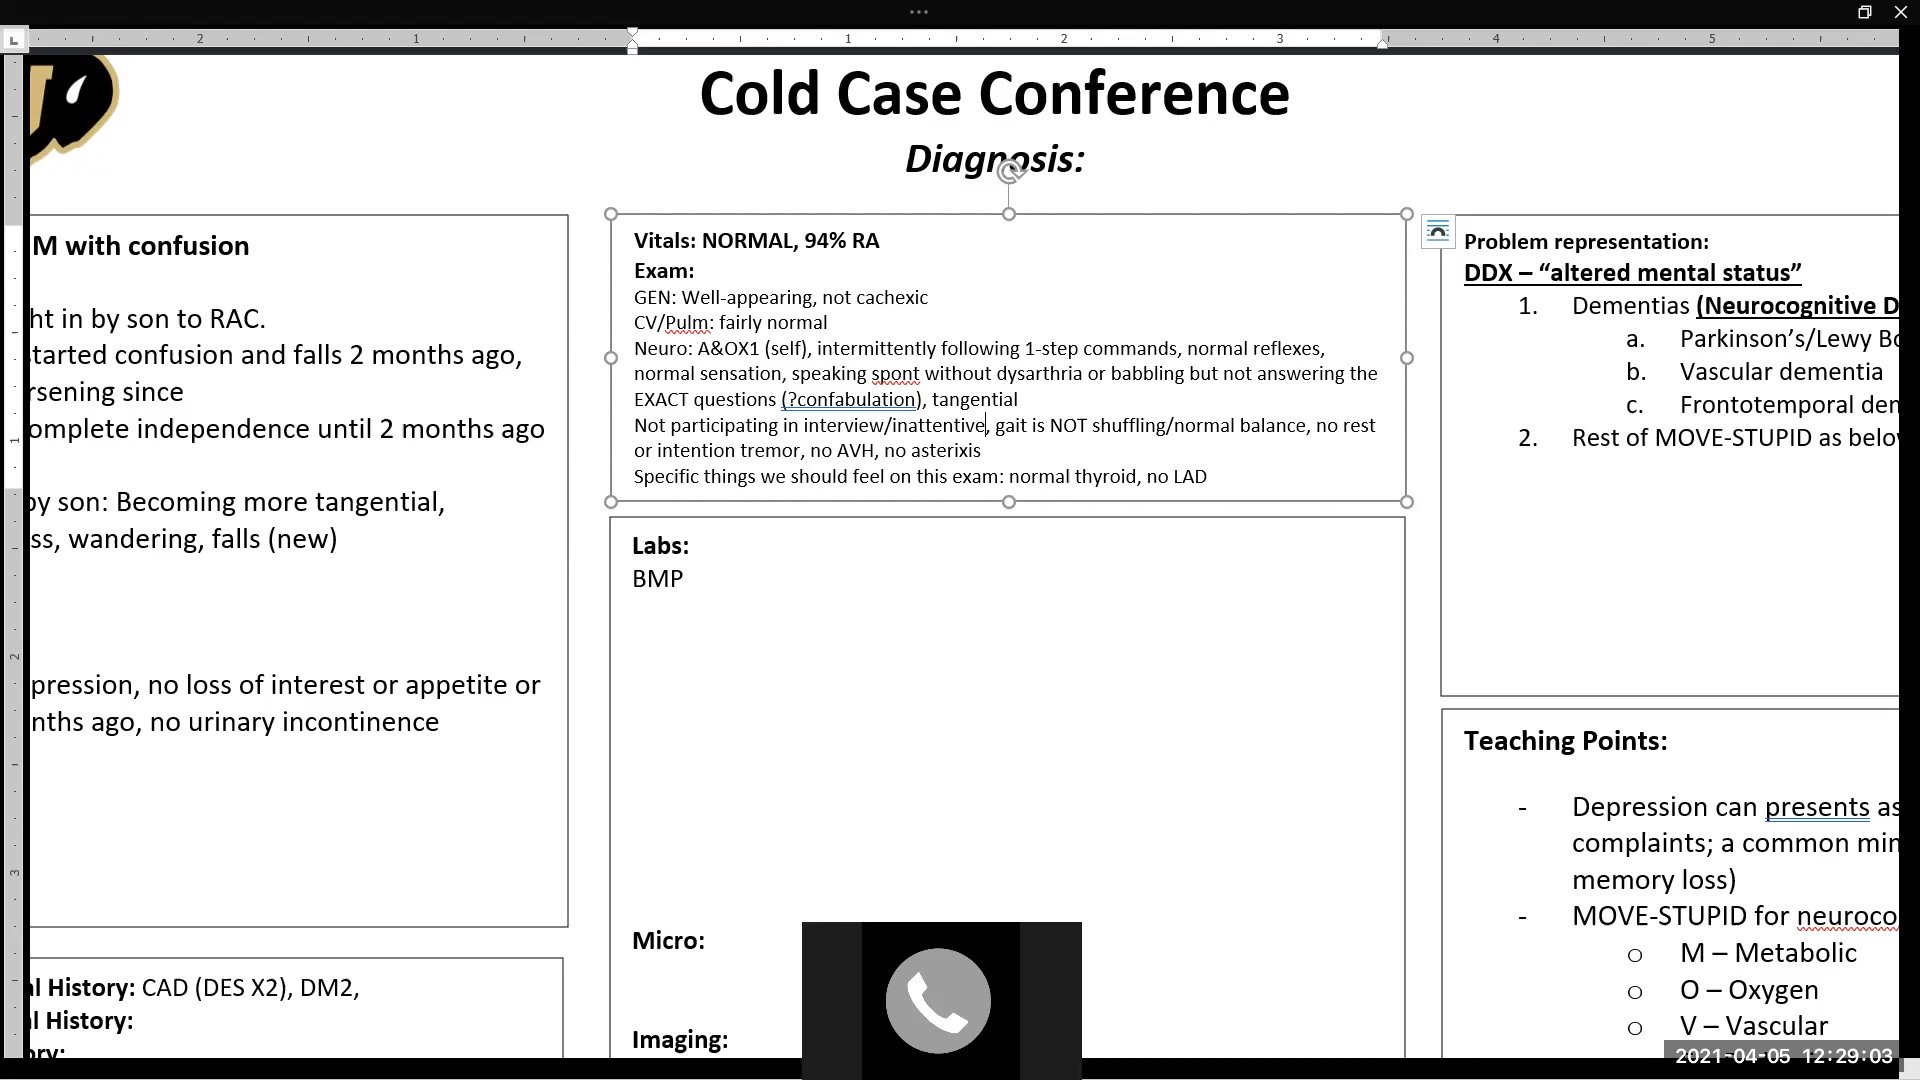 Cold Case Conference
Diagnosis:
M with confusion
ht in by son to RAC.
started confusion and falls 2 months ago,
rsening since
omplete independence until 2 months ago
by son: Becoming more tangential,
ss, wandering, falls (new)
pression, no loss of interest or appetite or
nths ago, no urinary incontinence
al History: CAD (DES X2), DM2,
al History:
ory:
Vitals: NORMAL, 94% RA
Exam:
GEN: Well-appearing, not cachexic
CV/Pulm: fairly normal
Neuro: A&OX1 (self), intermittently following 1-step commands, normal reflexes,
normal sensation, speaking spont without dysarthria or babbling but not answering the
EXACT questions (?confabulation), tangential
Not participating in interview/inattentive, gait is NOT shuffling/normal balance, no rest
or intention tremor, no AVH, no asterixis
Specific things we should feel on this exam: normal thyroid, no LAD
Labs:
BMP
Micro:
Imaging:
Problem representation:
DDX – “altered mental status”
1. Dementias (Neurocognitive D
a. Parkinson’s/Lewy Bo
b. Vascular dementia
c. Frontotemporal den
2. Rest of MOVE-STUPID as belov
Teaching Points:
- Depression can presents as
complaints; a common min
memory loss)
- MOVE-STUPID for neuroco
o M – Metabolic
o O – Oxygen
o V – Vascular
2021-04-05 12:29:03